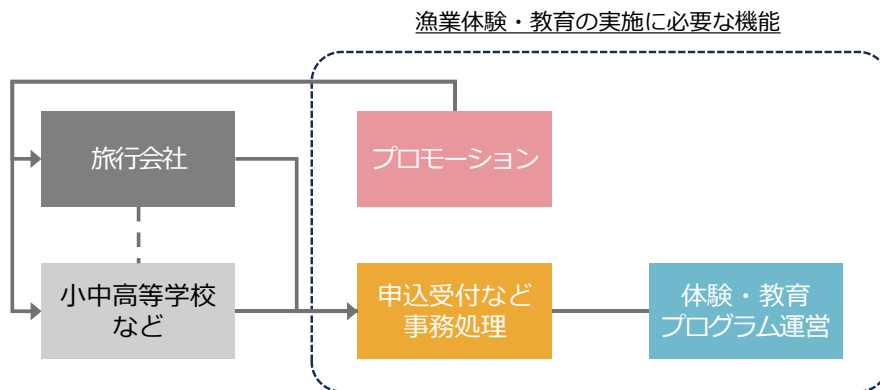 漁業体験・教育の実施に必要な機能
旅行会社
プロモーション
小中高等学校
など
申込受付など
事務処理
体験・教育
プログラム運営